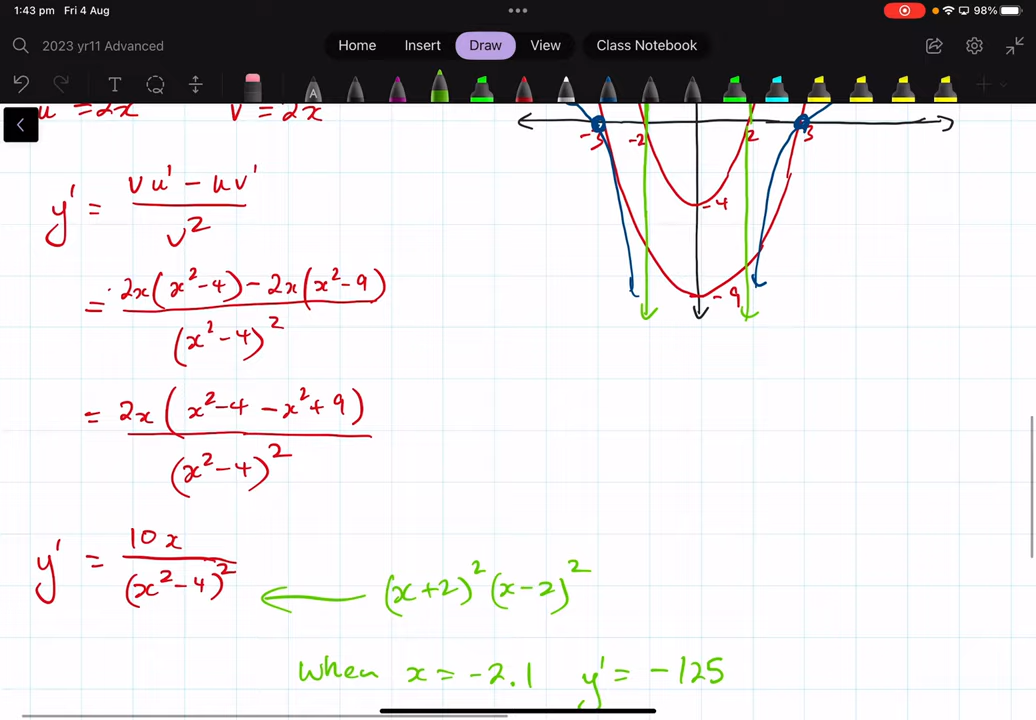 1:43 pm Fri 4 Aug
98%
2023 yr11 Advanced
Home Insert Draw View Class Notebook
T
A
u' = 2x v' = 2x
y' = (vu' - uv')/v²
= (2x(x²-4) - 2x(x²-9))/(x²-4)²
= (2x(x²-4 - x²+9))/(x²-4)²
y' = 10x/(x²-4)²
(x+2)²(x-2)²
When x = -2.1 y' = -125
-3 -2 2 3
-4
-9